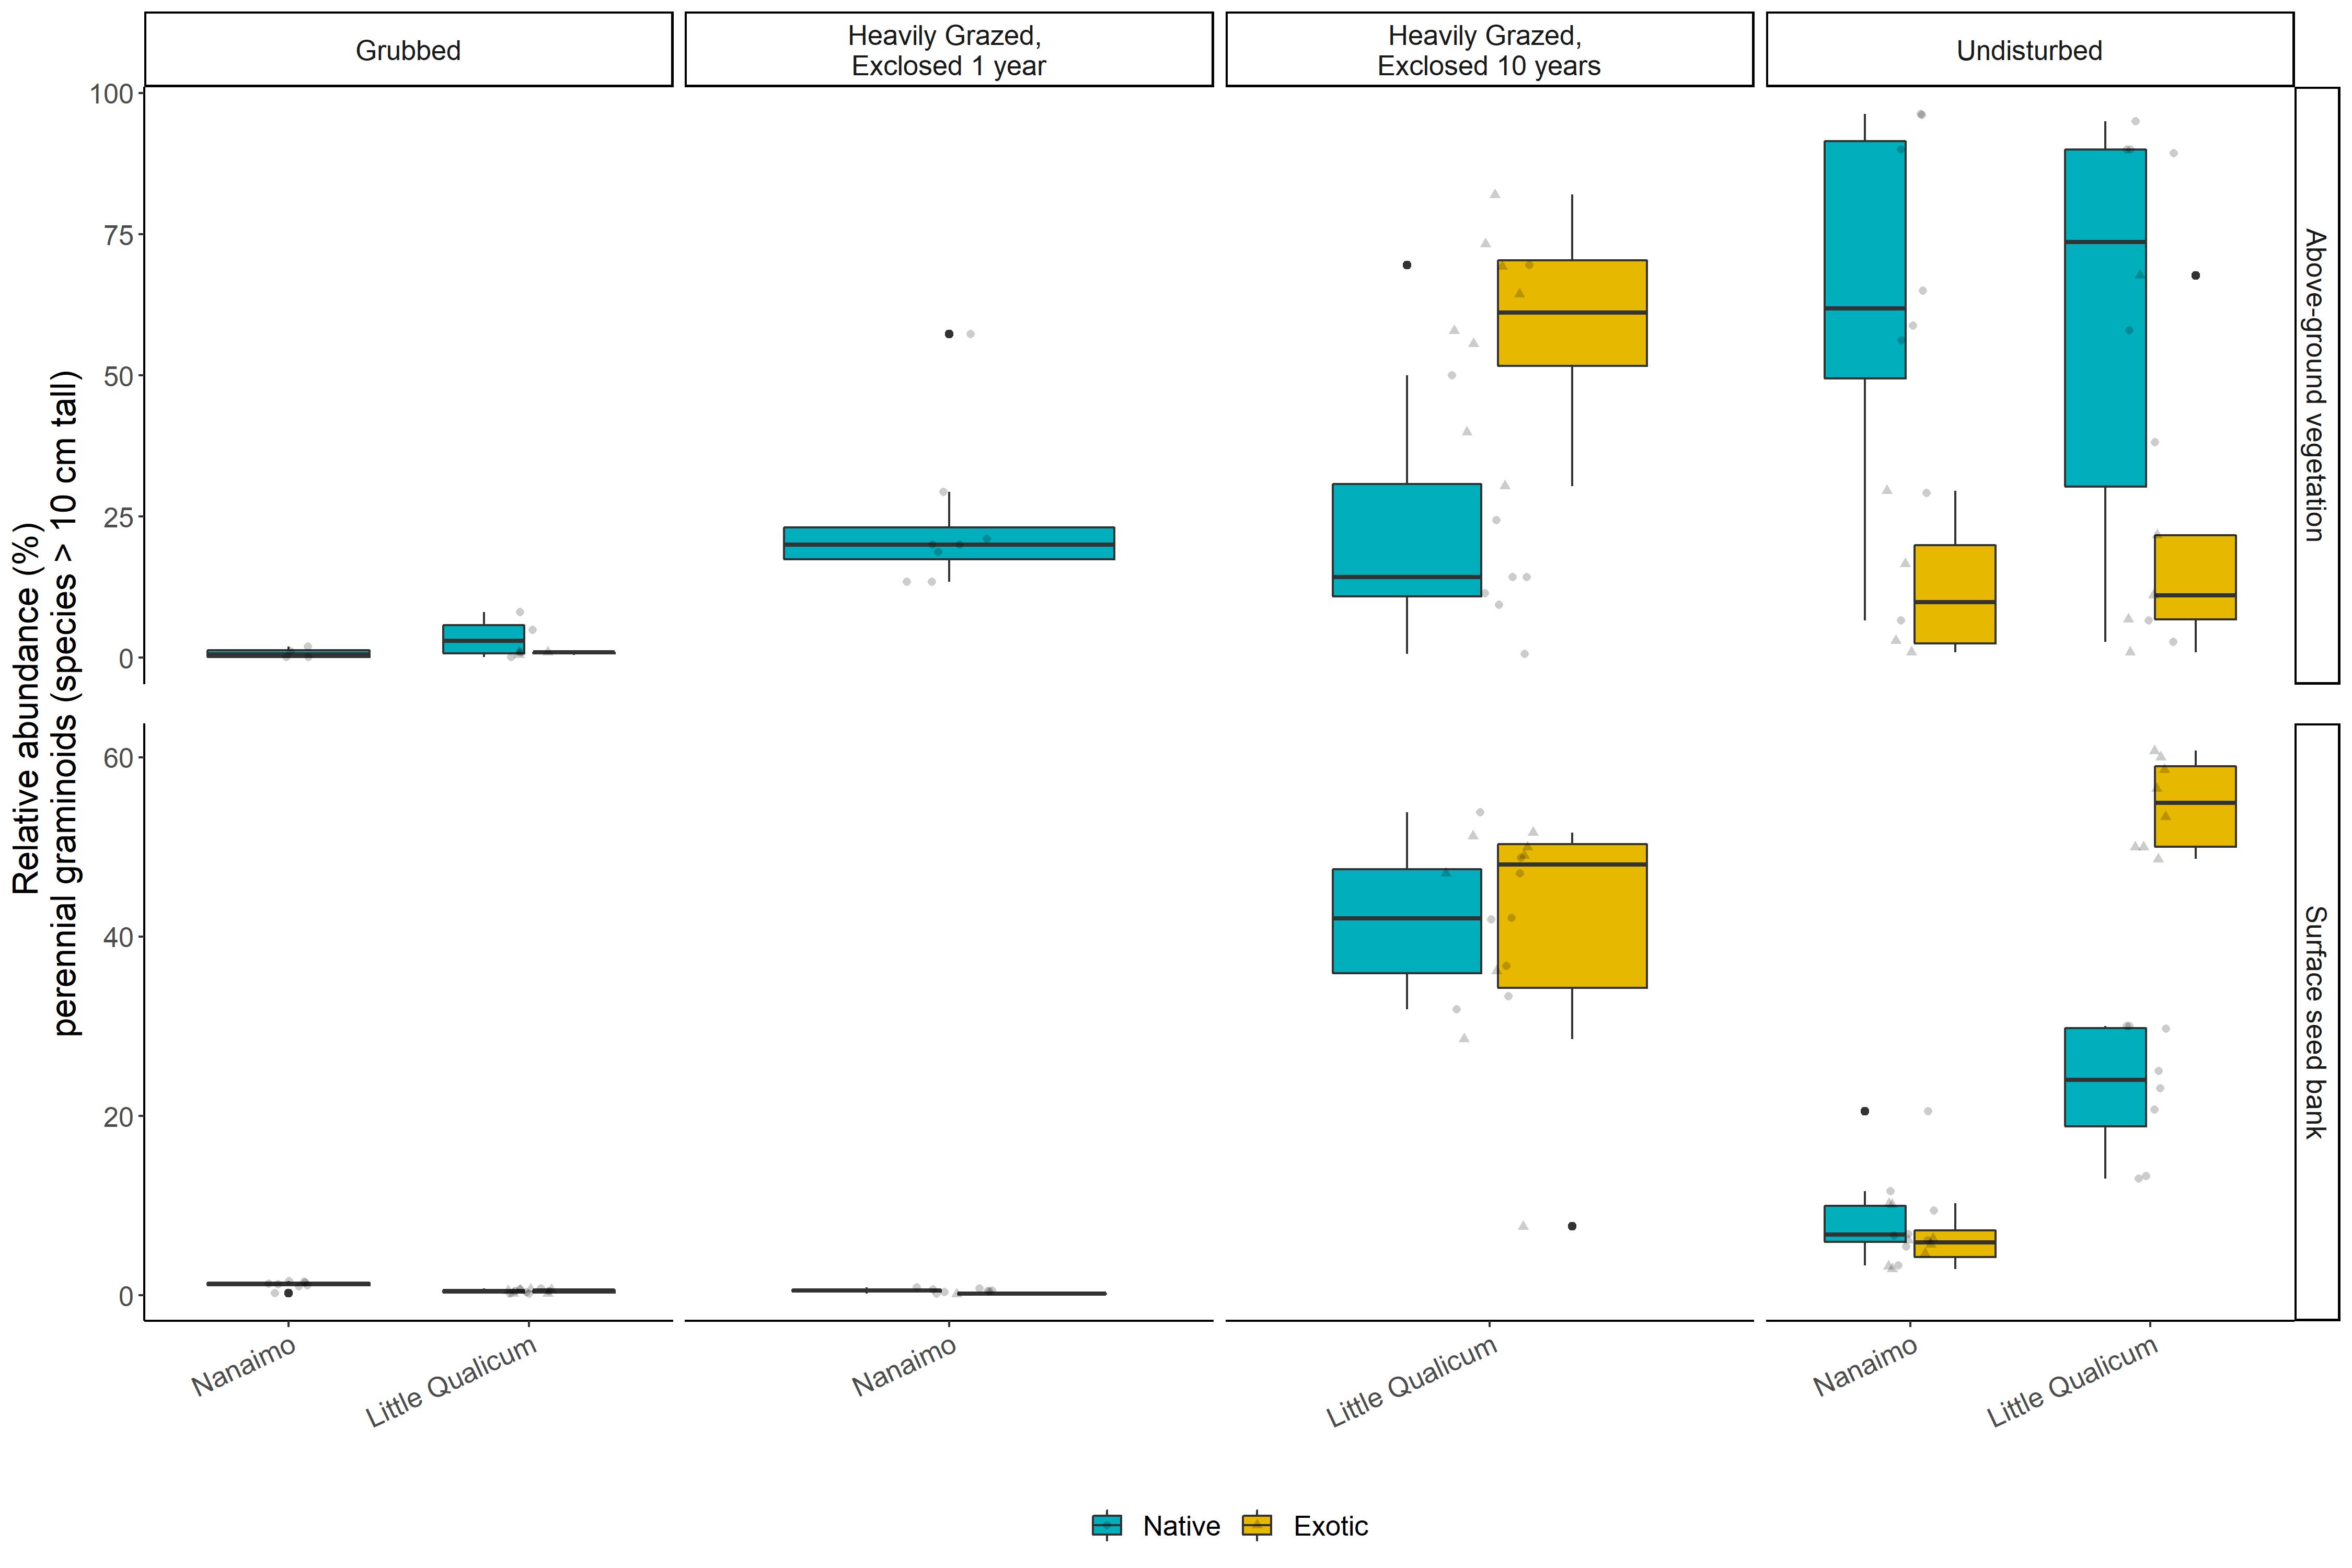 Grubbed
Heavily Grazed,
Exclosed 1 year
Heavily Grazed,
Exclosed 10 years
Undisturbed
Relative abundance (%)
perennial graminoids (species > 10 cm tall)
100
75
50
25
0
Above-ground vegetation
60
40
20
0
Surface seed bank
Nanaimo
Little Qualicum
Nanaimo
Little Qualicum
Nanaimo
Little Qualicum
Native
Exotic